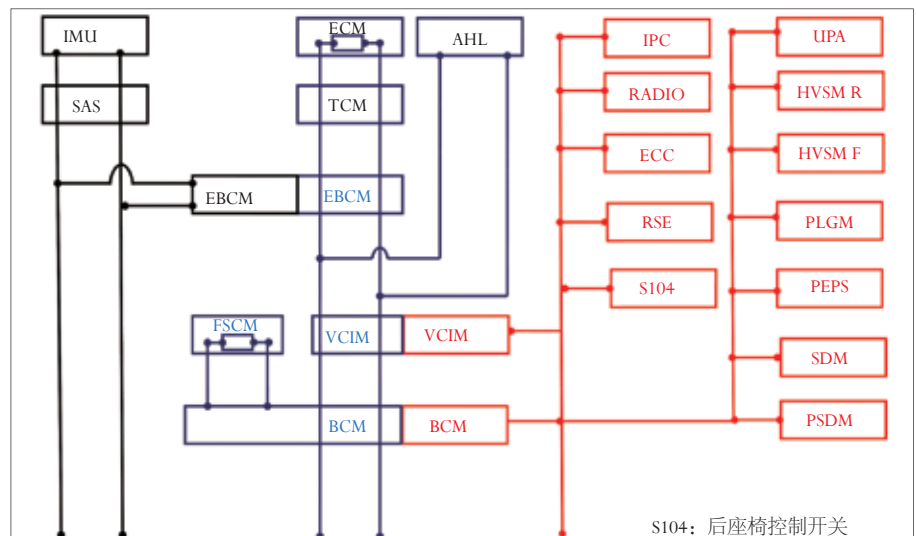 IMU
ECM
AHL
IPC
UPA
SAS
TCM
RADIO
HVSM R
ECC
HVSM F
EBCM
EBCM
RSE
PLGM
S104
PEPS
FSCM
VCIM
VCIM
SDM
BCM
BCM
PSDM
S104：后座椅控制开关